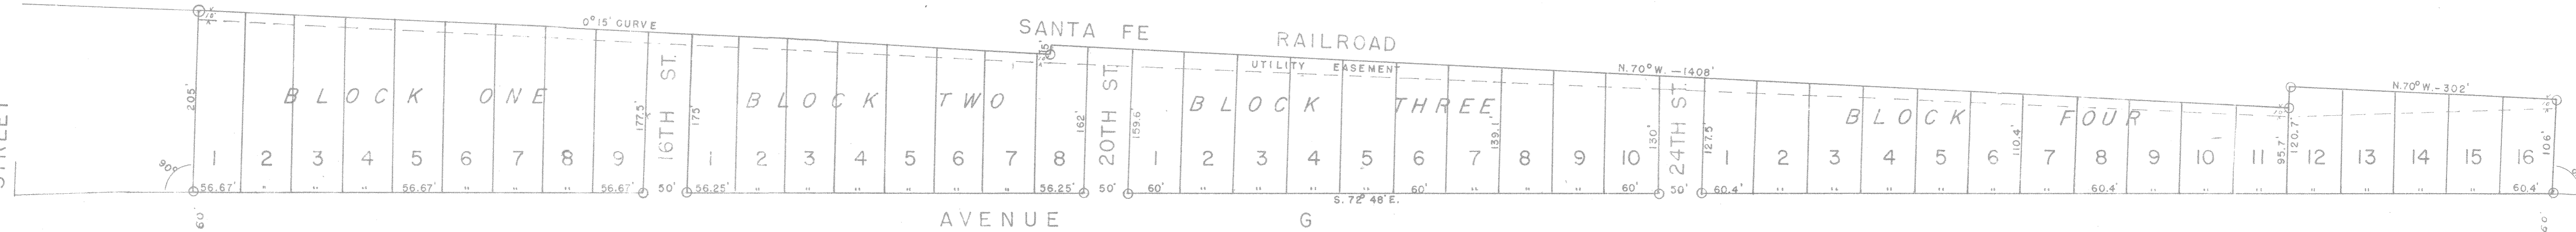 0°15' CURVE
SANTA FE RAILROAD
UTILITY EASEMENT
N.70°W.—1408'
N.70°W.-302'
BLOCK ONE
BLOCK TWO
BLOCK THREE
BLOCK FOUR
205'
177.5'
16TH ST.
175'
15'
162'
20TH ST.
159.6'
139.1'
130'
24TH ST.
127.5'
110.4'
95.7'
120.7'
106'
1 2 3 4 5 6 7 8 9
1 2 3 4 5 6 7 8
1 2 3 4 5 6 7 8 9 10
1 2 3 4 5 6 7 8 9 10 11 12 13 14 15 16
90°
56.67' " " " 56.67' " " " 56.67' 50' 56.25' " " " " " " 56.25' 50' 60' " " " " 60' " " " 60' 50' 60.4' " " " " " " 60.4' " " " " " " " 60.4'
S. 72° 48' E.
60'
AVENUE G
60'